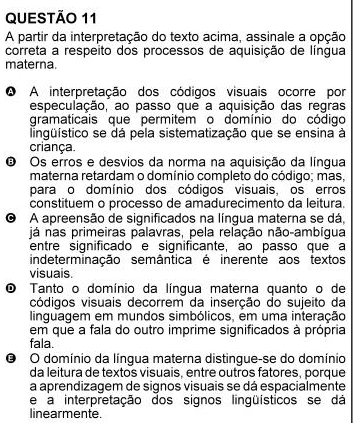 QUESTÃO 11
A partir da interpretação do texto acima, assinale a opção
correta a respeito dos processos de aquisição de língua
materna.
A A interpretação dos códigos visuais ocorre por
especulação, ao passo que a aquisição das regras
gramaticais que permitem o domínio do código
lingüístico se dá pela sistematização que se ensina à
criança.
B Os erros e desvios da norma na aquisição da língua
materna retardam o domínio completo do código; mas,
para o domínio dos códigos visuais, os erros
constituem o processo de amadurecimento da leitura.
C A apreensão de significados na língua materna se dá,
já nas primeiras palavras, pela relação não-ambígua
entre significado e significante, ao passo que a
indeterminação semântica é inerente aos textos
visuais.
D Tanto o domínio da língua materna quanto o de
códigos visuais decorrem da inserção do sujeito da
linguagem em mundos simbólicos, em uma interação
em que a fala do outro imprime significados à própria
fala.
E O domínio da língua materna distingue-se do domínio
da leitura de textos visuais, entre outros fatores, porque
a aprendizagem de signos visuais se dá espacialmente
e a interpretação dos signos lingüísticos se dá
linearmente.